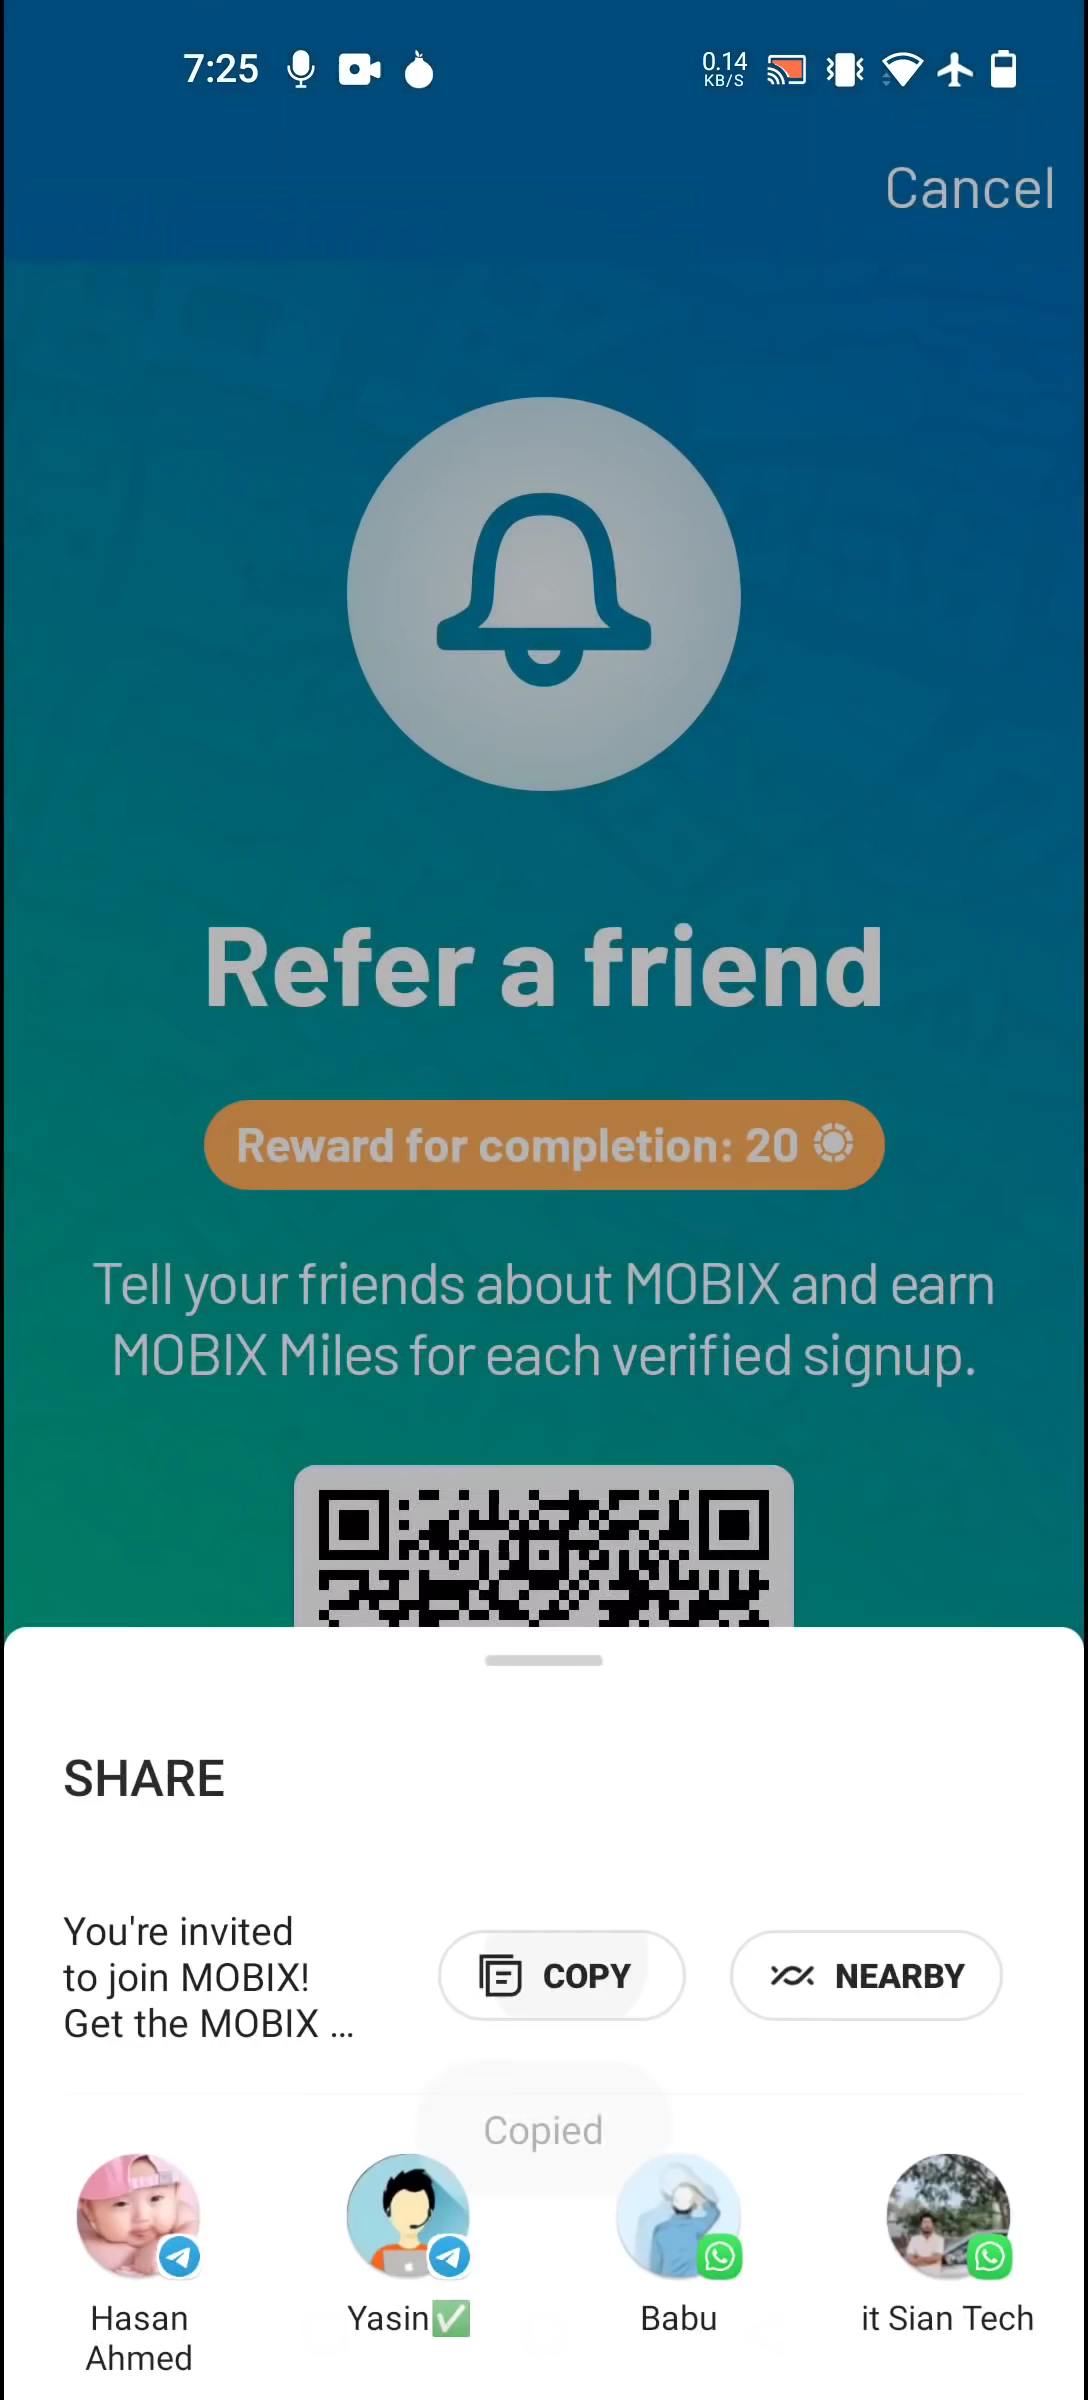 7:25
0.14
KB/S
Cancel
Refer a friend
Reward for completion: 20
Tell your friends about MOBIX and earn
MOBIX Miles for each verified signup.
SHARE
You're invited
to join MOBIX!
Get the MOBIX ...
COPY
NEARBY
Copied
Hasan
Ahmed
Yasin✅
Babu
it Sian Tech